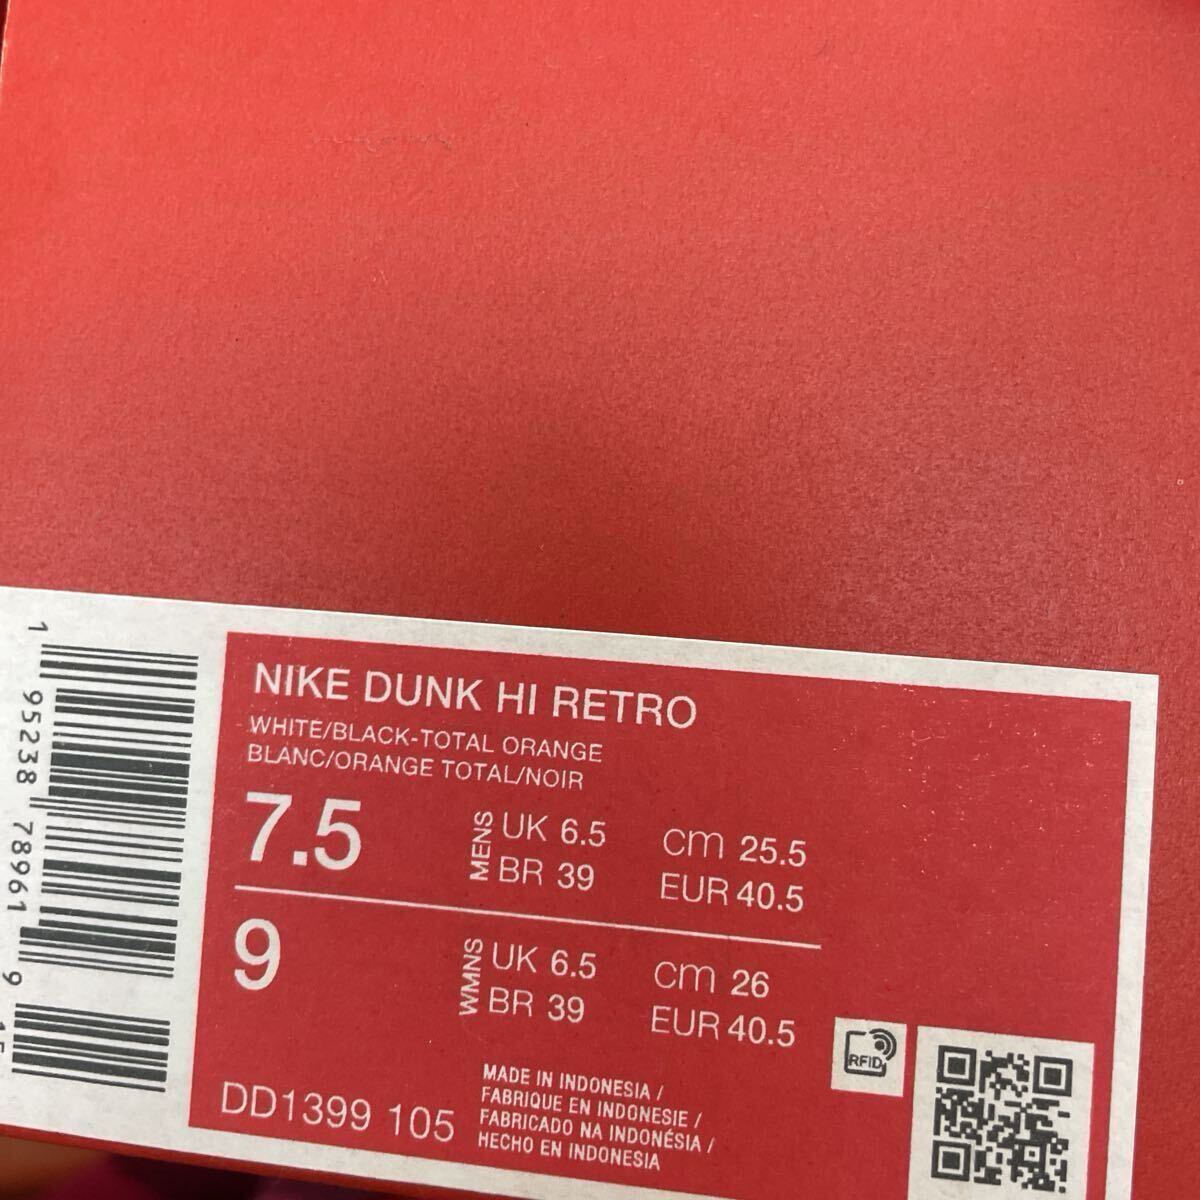 NIKE DUNK HI RETRO
WHITE/BLACK-TOTAL ORANGE
BLANC/ORANGE TOTAL/NOIR
7.5 MENS UK 6.5 cm 25.5
BR 39 EUR 40.5
9 WMNS UK 6.5 cm 26
BR 39 EUR 40.5
DD1399 105
MADE IN INDONESIA /
FABRIQUE EN INDONESIE /
FABRICADO NA INDONÉSIA /
HECHO EN INDONESIA
RFID
1 95238 78961 9
15